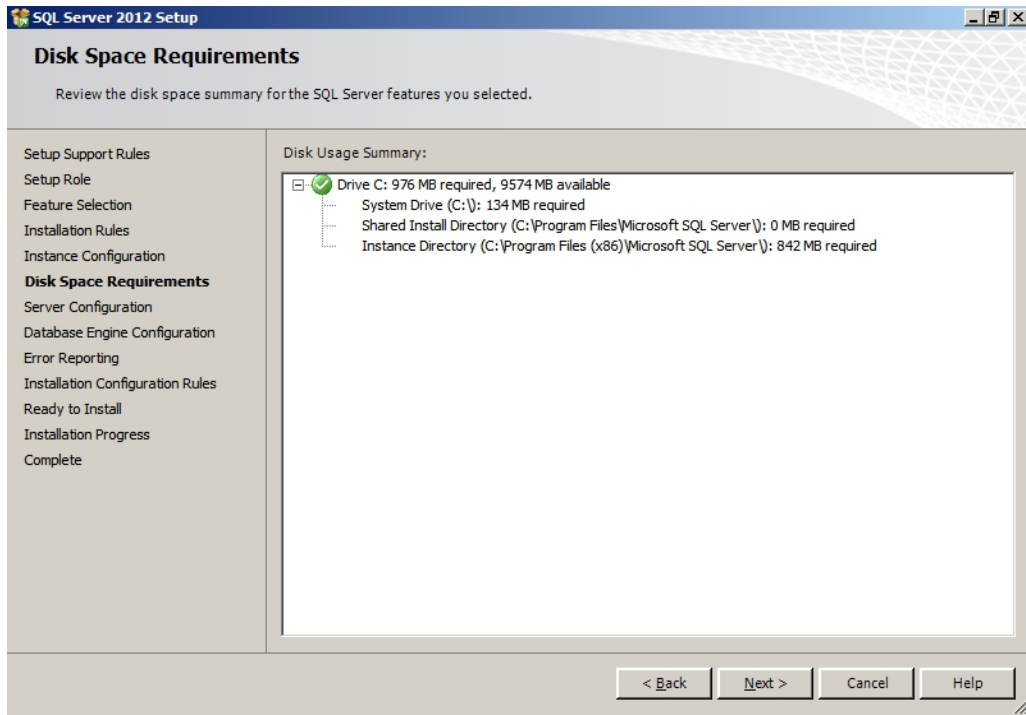 SQL Server 2012 Setup
Disk Space Requirements
Review the disk space summary for the SQL Server features you selected.
Setup Support Rules
Setup Role
Feature Selection
Installation Rules
Instance Configuration
Disk Space Requirements
Server Configuration
Database Engine Configuration
Error Reporting
Installation Configuration Rules
Ready to Install
Installation Progress
Complete
Disk Usage Summary:
Drive C: 976 MB required, 9574 MB available
System Drive (C:\): 134 MB required
Shared Install Directory (C:\Program Files\Microsoft SQL Server\): 0 MB required
Instance Directory (C:\Program Files (x86)\Microsoft SQL Server\): 842 MB required
< Back
Next >
Cancel
Help